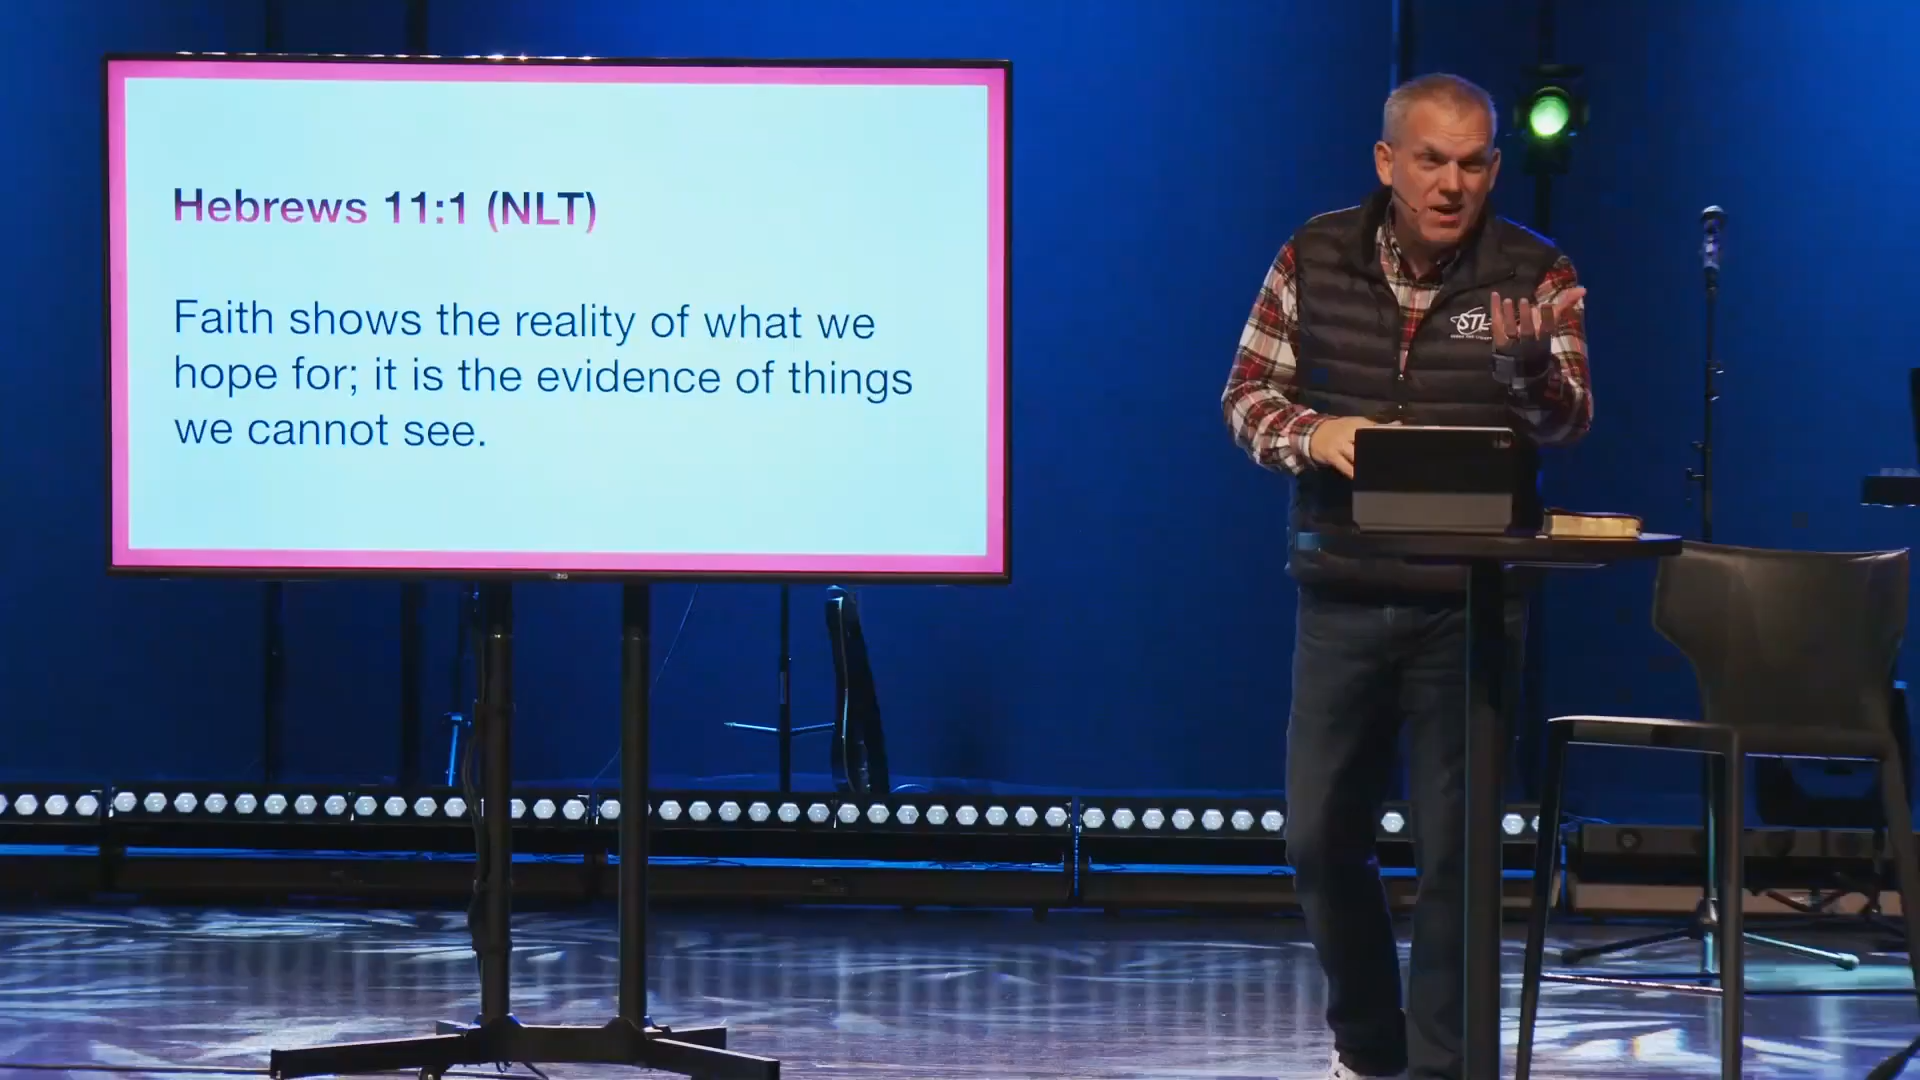 Hebrews 11:1 (NLT)
Faith shows the reality of what we
hope for; it is the evidence of things
we cannot see.
STL